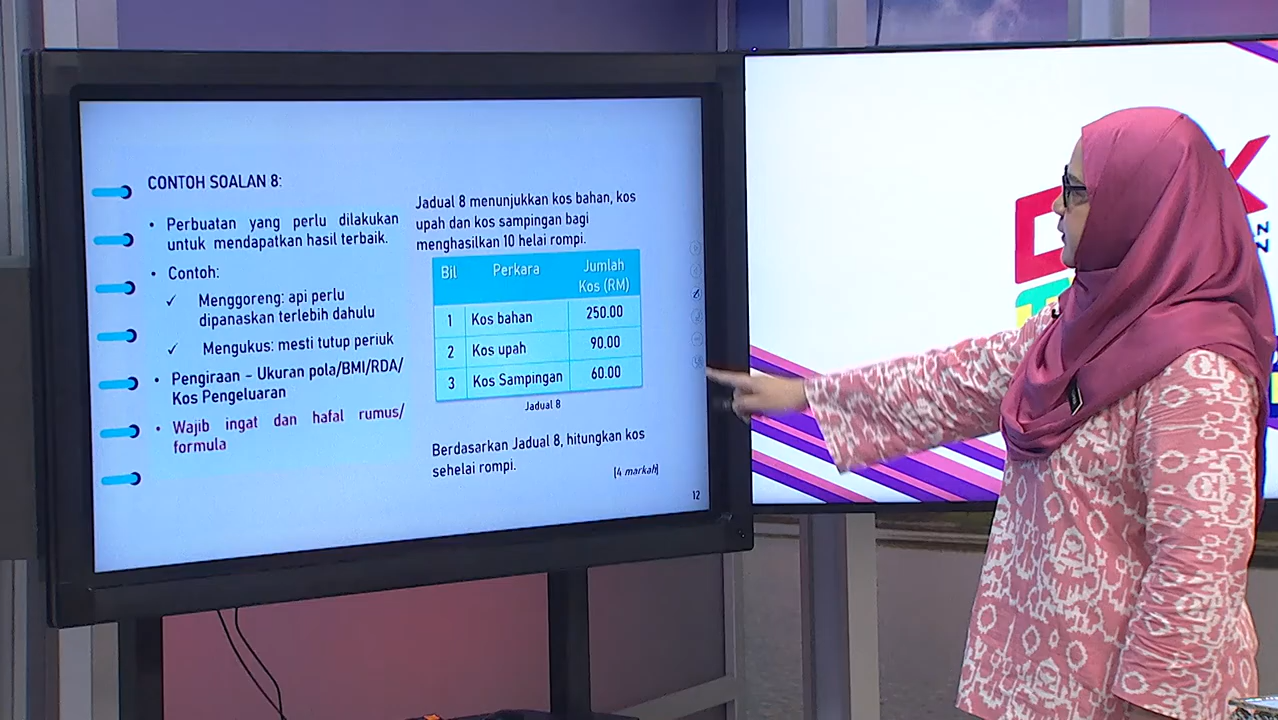 CONTOH SOALAN 8:
• Perbuatan yang perlu dilakukan
untuk mendapatkan hasil terbaik.
• Contoh:
✓ Menggoreng: api perlu
dipanaskan terlebih dahulu
✓ Mengukus: mesti tutup periuk
• Pengiraan – Ukuran pola/BMI/RDA/
Kos Pengeluaran
• Wajib ingat dan hafal rumus/
formula
Jadual 8 menunjukkan kos bahan, kos
upah dan kos sampingan bagi
menghasilkan 10 helai rompi.
Bil Perkara Jumlah
Kos (RM)
1 Kos bahan 250.00
2 Kos upah 90.00
3 Kos Sampingan 60.00
Jadual 8
Berdasarkan Jadual 8, hitungkan kos
sehelai rompi.
[4 markah]
12